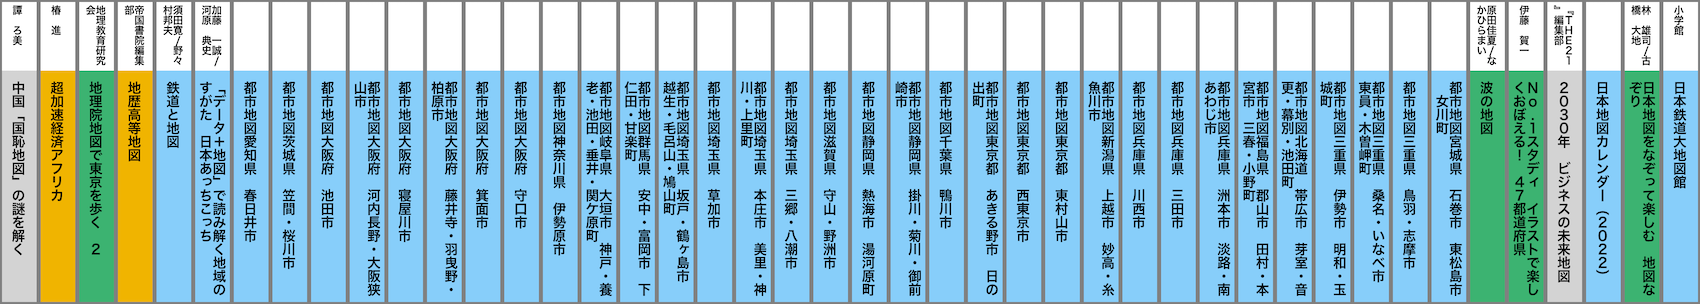 小学館
日本鉄道大地図館
林　雄司/古
橋　大地
日本地図をなぞって楽しむ　地図な
ぞり
日本地図カレンダー（2022）
『THE21
』編集部
2030年　ビジネスの未来地図
伊藤　賀一
No.1スタディ　イラストで楽し
くおぼえる！　47都道府県
原田佳夏/な
かひらまい
波の地図
都市地図宮城県　石巻市　東松島市
女川町
都市地図三重県　鳥羽・志摩市
都市地図三重県　桑名・いなべ市
東員・木曽岬町
都市地図三重県　伊勢市　明和・玉
城町
都市地図北海道　帯広市　芽室・音
更・幕別・池田町
都市地図福島県　郡山市　田村・本
宮市　三春・小野町
都市地図兵庫県　洲本市　淡路・南
あわじ市
都市地図兵庫県　三田市
都市地図兵庫県　川西市
都市地図新潟県　上越市　妙高・糸
魚川市
都市地図東京都　東村山市
都市地図東京都　西東京市
都市地図東京都　あきる野市　日の
出町
都市地図千葉県　鴨川市
都市地図静岡県　掛川・菊川・御前
崎市
都市地図静岡県　熱海市　湯河原町
都市地図滋賀県　守山・野洲市
都市地図埼玉県　三郷・八潮市
都市地図埼玉県　本庄市　美里・神
川・上里町
都市地図埼玉県　草加市
都市地図埼玉県　坂戸・鶴ヶ島市
越生・毛呂山・鳩山町
都市地図群馬県　安中・富岡市　下
仁田・甘楽町
都市地図岐阜県　大垣市　神戸・養
老・池田・垂井・関ケ原町
都市地図神奈川県　伊勢原市
都市地図大阪府　守口市
都市地図大阪府　箕面市
都市地図大阪府　藤井寺・羽曳野・
柏原市
都市地図大阪府　寝屋川市
都市地図大阪府　河内長野・大阪狭
山市
都市地図大阪府　池田市
都市地図茨城県　笠間・桜川市
都市地図愛知県　春日井市
加藤　一誠/
河原　典史
「データ+地図」で読み解く地域の
すがた　日本あっちこっち
須田寛/野々
村邦夫
鉄道と地図
帝国書院編集
部
地歴高等地図
地理教育研究
会
地理院地図で東京を歩く　2
椿　進
超加速経済アフリカ
譚　ろ美
中国「国恥地図」の謎を解く